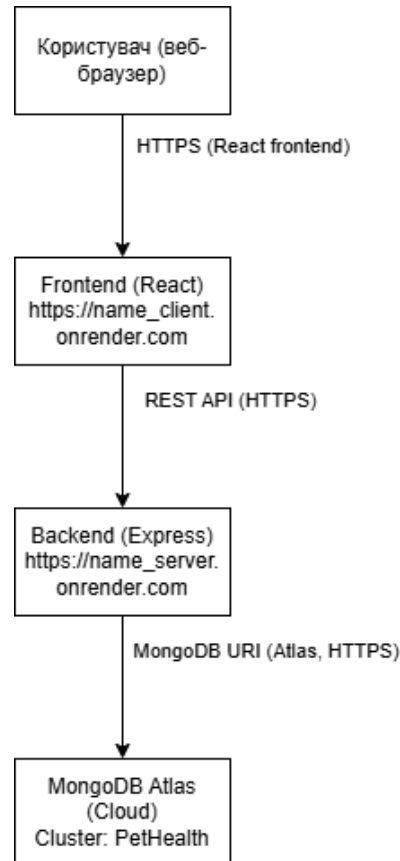 Користувач (веб-
браузер)
HTTPS (React frontend)
Frontend (React)
https://name_client.
onrender.com
REST API (HTTPS)
Backend (Express)
https://name_server.
onrender.com
MongoDB URI (Atlas, HTTPS)
MongoDB Atlas
(Cloud)
Cluster: PetHealth